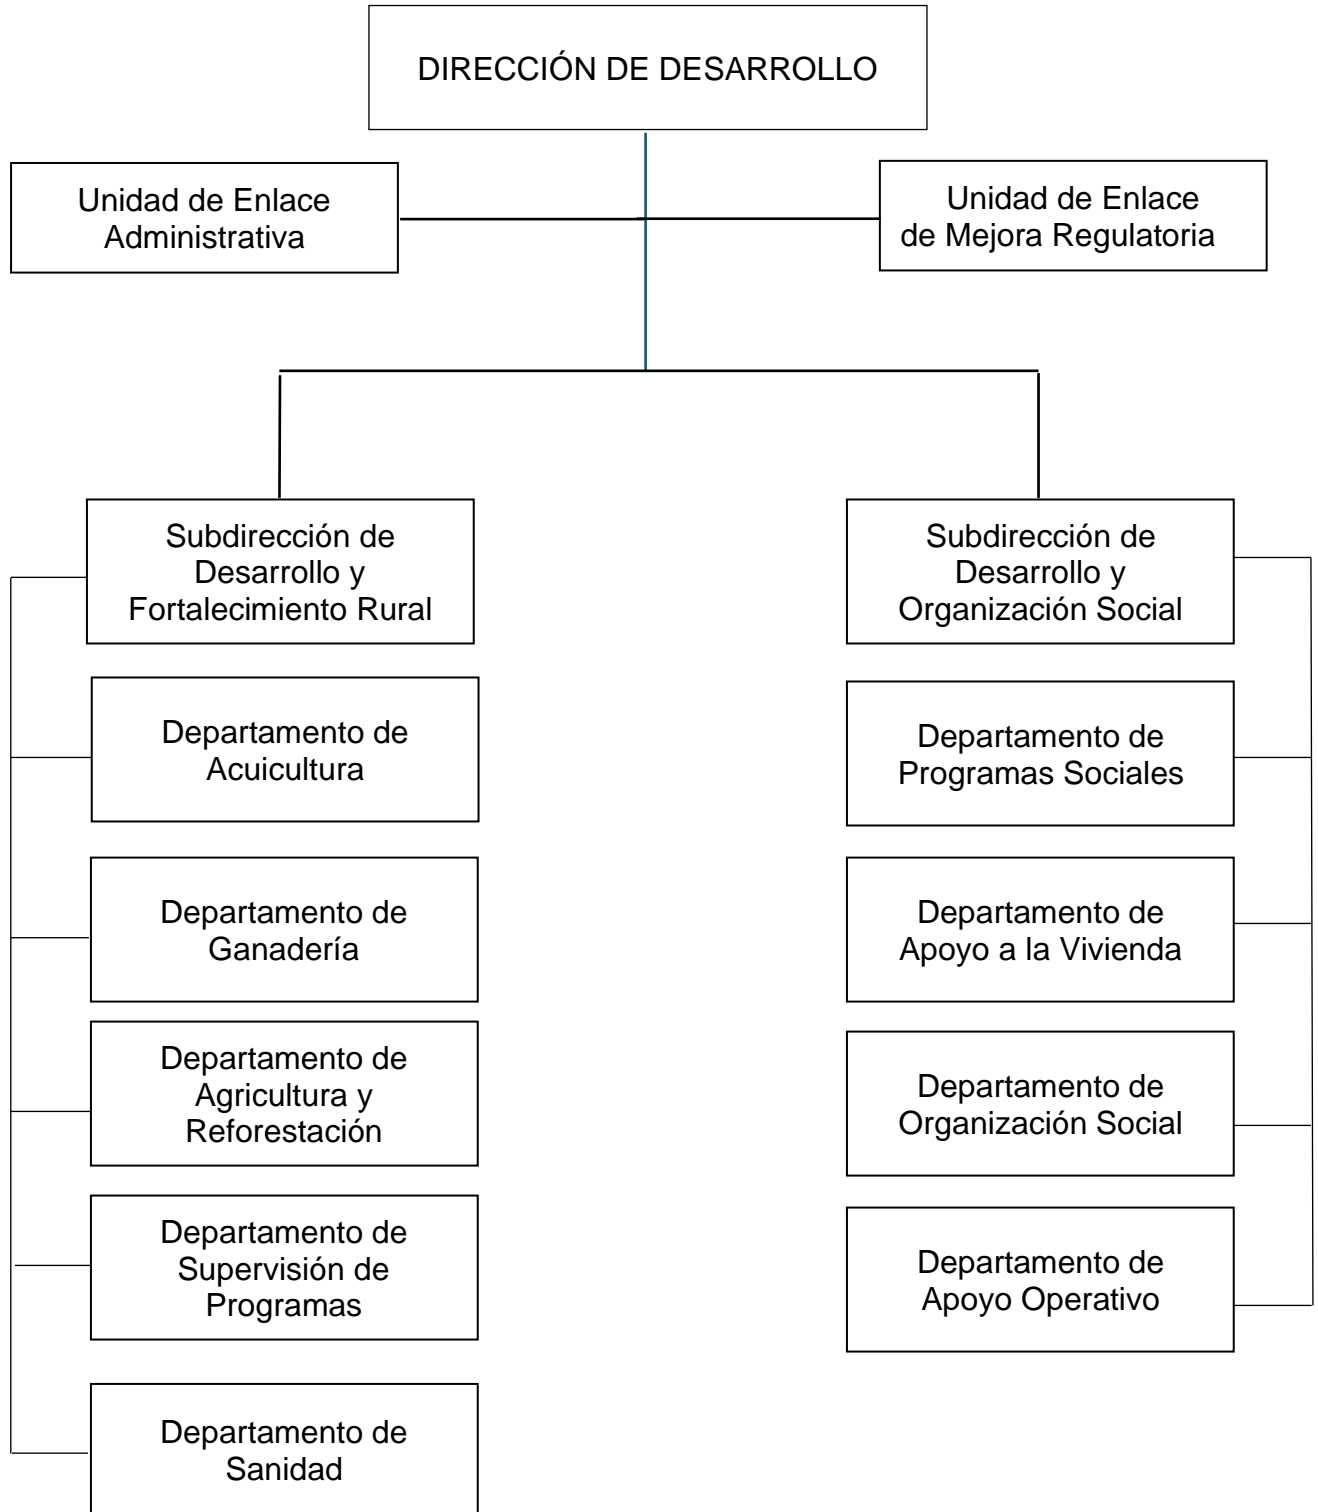 DIRECCIÓN DE DESARROLLO
Unidad de Enlace
Administrativa
Unidad de Enlace
de Mejora Regulatoria
Subdirección de
Desarrollo y
Fortalecimiento Rural
Departamento de
Acuicultura
Departamento de
Ganadería
Departamento de
Agricultura y
Reforestación
Departamento de
Supervisión de
Programas
Departamento de
Sanidad
Subdirección de
Desarrollo y
Organización Social
Departamento de
Programas Sociales
Departamento de
Apoyo a la Vivienda
Departamento de
Organización Social
Departamento de
Apoyo Operativo